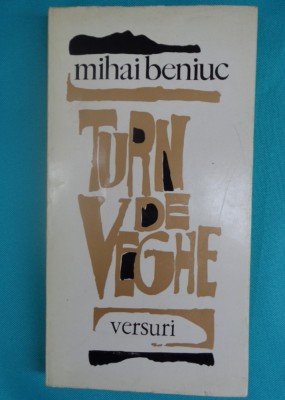 mihai beniuc
TURN
DE
VEGHE
versuri